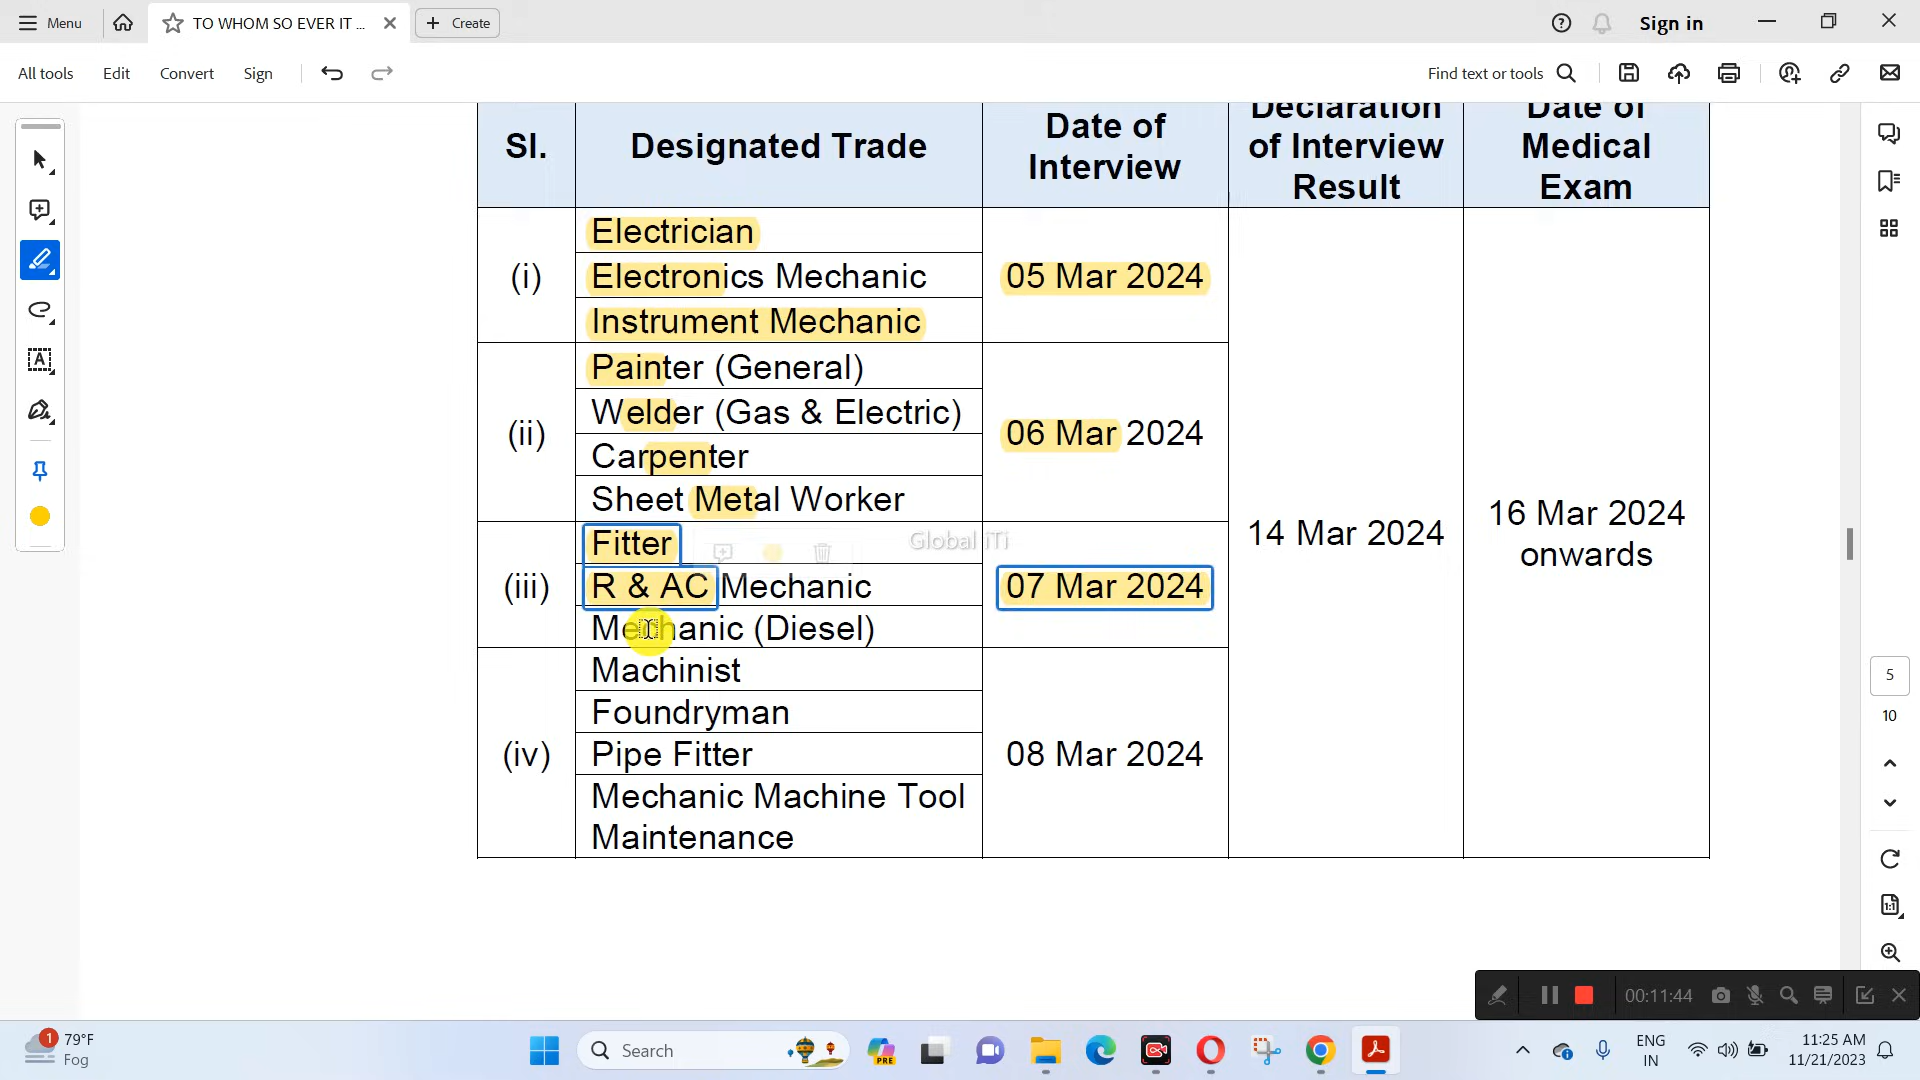 Menu
TO WHOM SO EVER IT ...
Create
Sign in
All tools
Edit
Convert
Sign
Find text or tools
Sl.
Designated Trade
Date of
Interview
Declaration
of Interview
Result
Date of
Medical
Exam
(i)
Electrician
Electronics Mechanic
Instrument Mechanic
05 Mar 2024
(ii)
Painter (General)
Welder (Gas & Electric)
Carpenter
Sheet Metal Worker
06 Mar 2024
(iii)
Fitter
R & AC Mechanic
Mechanic (Diesel)
07 Mar 2024
Global iTi
(iv)
Machinist
Foundryman
Pipe Fitter
Mechanic Machine Tool
Maintenance
08 Mar 2024
14 Mar 2024
16 Mar 2024
onwards
5
10
1:1
00:11:44
1
79°F
Fog
Search
PRE
ENG
IN
11:25 AM
11/21/2023